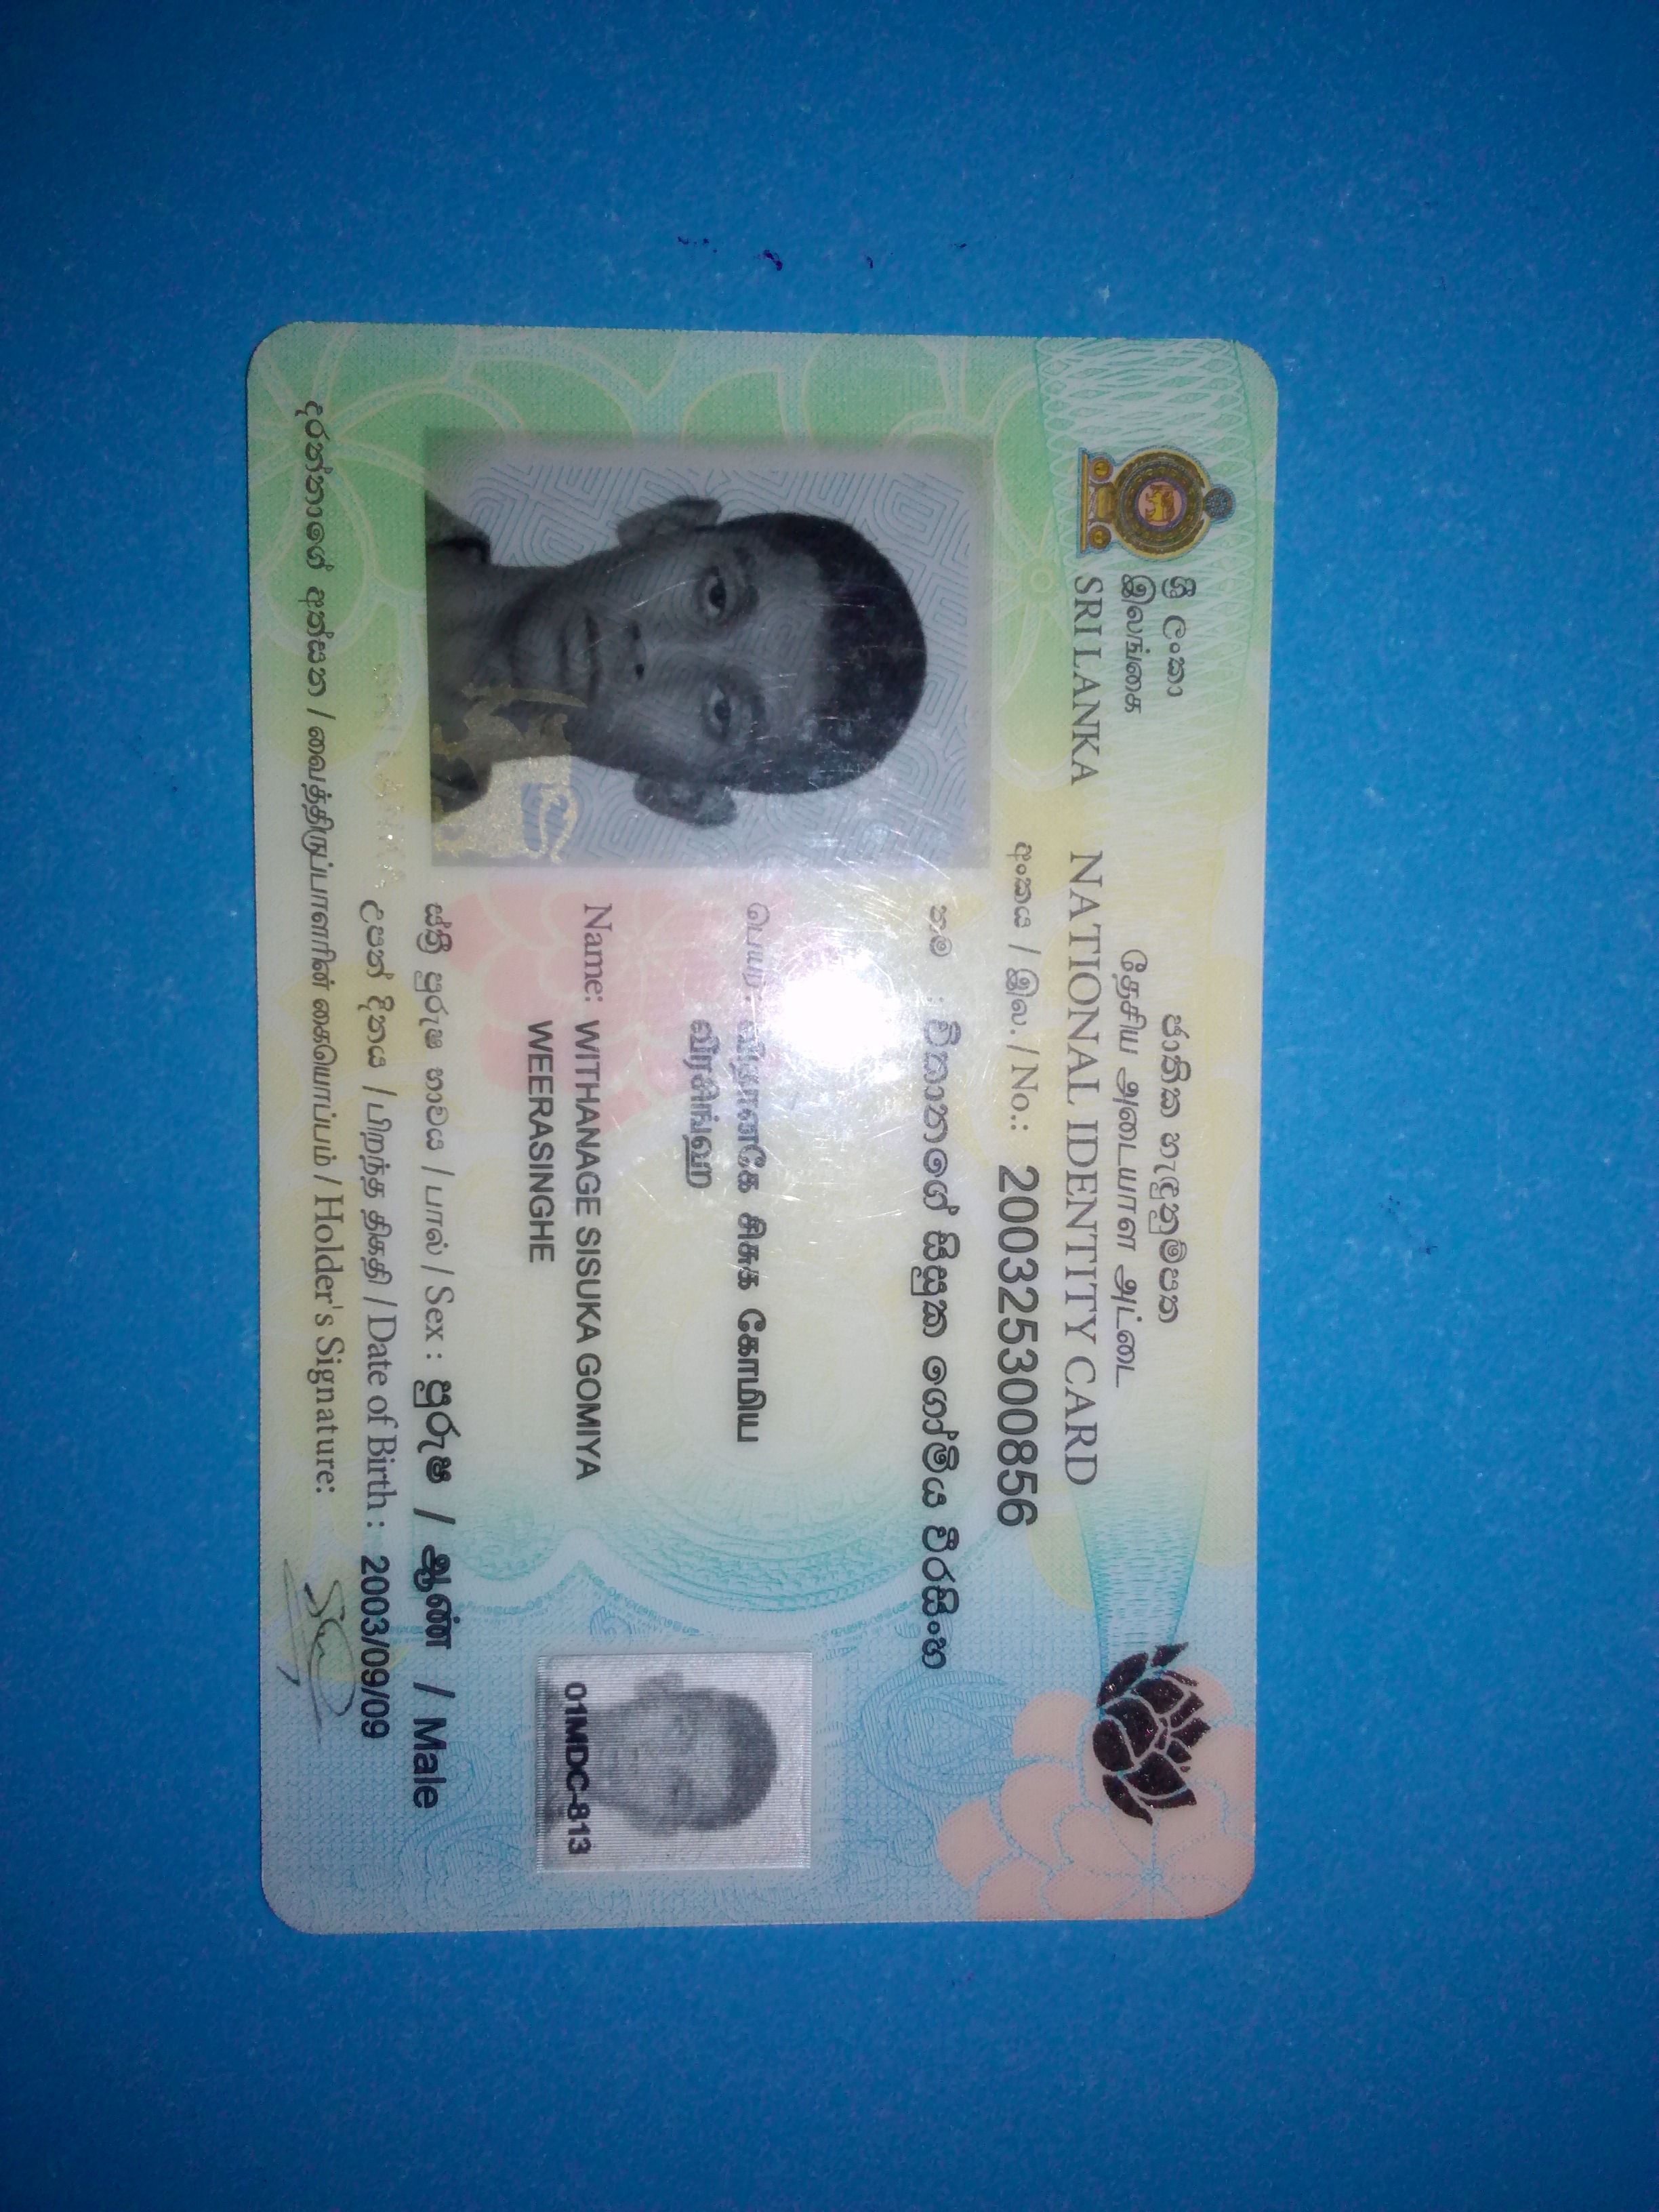 ශ්‍රී ලංකා
இலங்கை
SRI LANKA
ජාතික හැඳුනුම්පත
தேசிய அடையாள அட்டை
NATIONAL IDENTITY CARD
අංකය / இல. / No.: 200325300856
නම : විතානගේ සිසුක ගෝමිය වීරසිංහ
பெயர்: விதானகே சிசுக கோமிய
வீரசிங்ஹ
Name: WITHANAGE SISUKA GOMIYA
WEERASINGHE
01MDC-813
ස්ත්‍රී පුරුෂ භාවය / பால் / Sex : පුරුෂ / ஆண் / Male
SRI LANKA
උපන් දිනය / பிறந்த திகதி / Date of Birth : 2003/09/09
දරන්නාගේ අත්සන / வைத்திருப்பாளரின் கையொப்பம் / Holder's Signature: